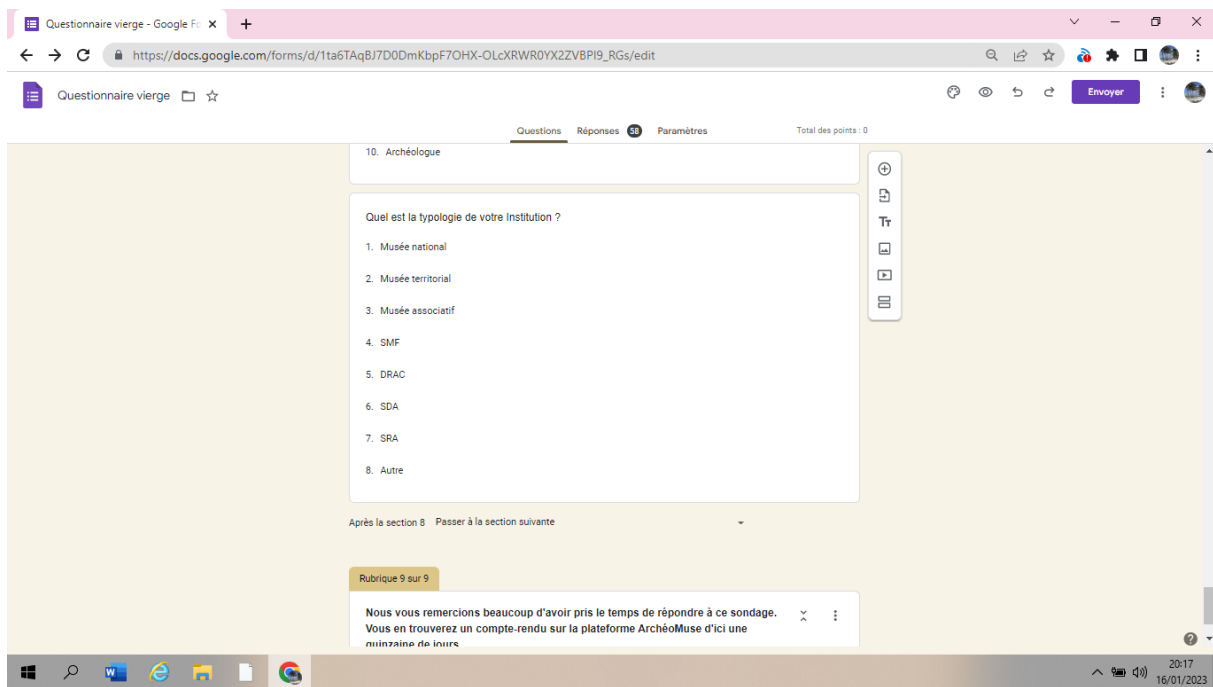 Questionnaire vierge - Google Fo
https://docs.google.com/forms/d/1ta6TAqBJ7D0DmKbpF7OHX-OLcXRWR0YX2ZVBPI9_RGs/edit
Questionnaire vierge
Envoyer
Questions Réponses 58 Paramètres Total des points : 0
10. Archéologue
Quel est la typologie de votre Institution ?
1. Musée national
2. Musée territorial
3. Musée associatif
4. SMF
5. DRAC
6. SDA
7. SRA
8. Autre
Après la section 8 Passer à la section suivante
Rubrique 9 sur 9
Nous vous remercions beaucoup d'avoir pris le temps de répondre à ce sondage.
Vous en trouverez un compte-rendu sur la plateforme ArchéoMuse d'ici une
quinzaine de jours
20:17
16/01/2023